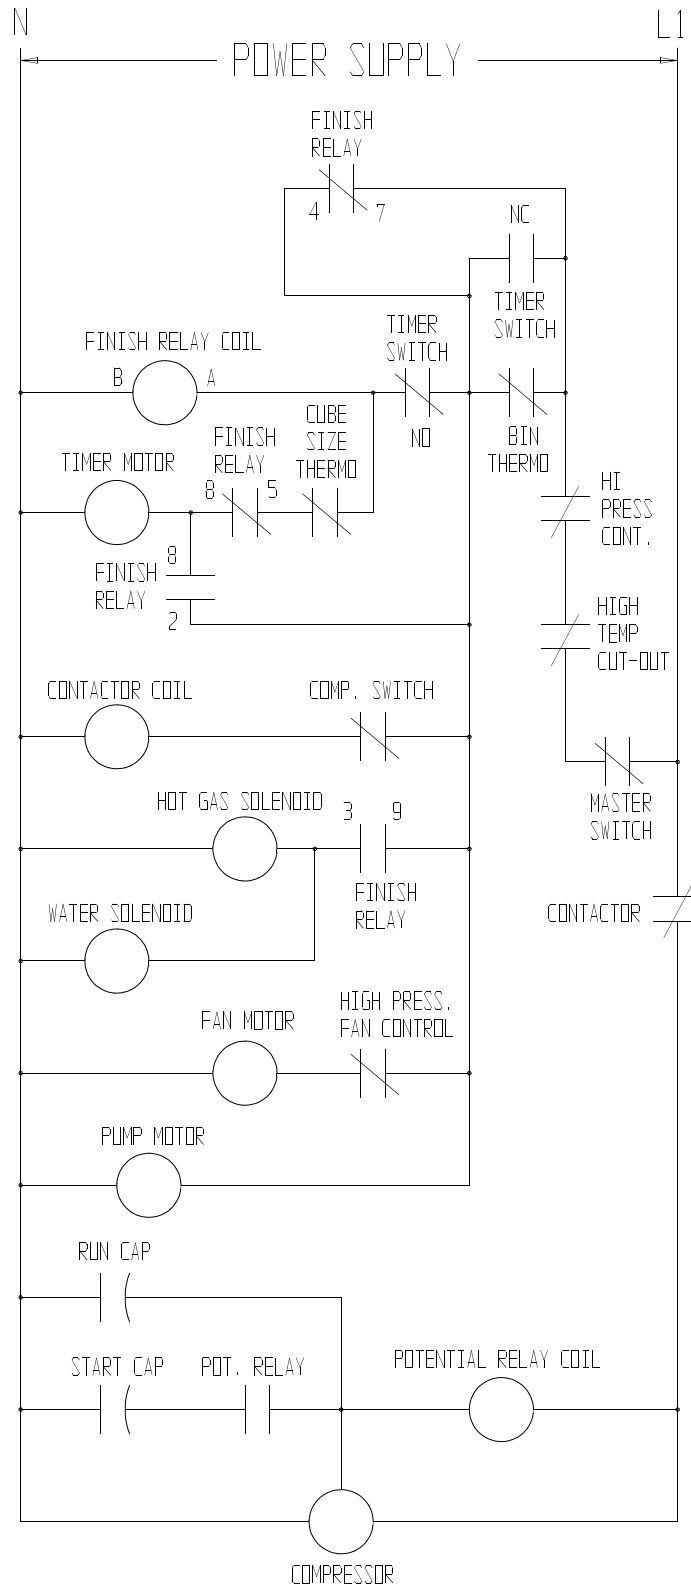 N
L1
POWER SUPPLY
FINISH
RELAY
4
7
NC
TIMER
SWITCH
TIMER
SWITCH
NO
FINISH RELAY COIL
B
A
BIN
THERMO
CUBE
SIZE
THERMO
FINISH
RELAY
8
5
TIMER MOTOR
HI
PRESS
CONT.
8
FINISH
RELAY
2
HIGH
TEMP
CUT-OUT
CONTACTOR COIL
COMP. SWITCH
MASTER
SWITCH
HOT GAS SOLENOID
3
9
FINISH
RELAY
WATER SOLENOID
CONTACTOR
FAN MOTOR
HIGH PRESS.
FAN CONTROL
PUMP MOTOR
RUN CAP
START CAP
POT. RELAY
POTENTIAL RELAY COIL
COMPRESSOR